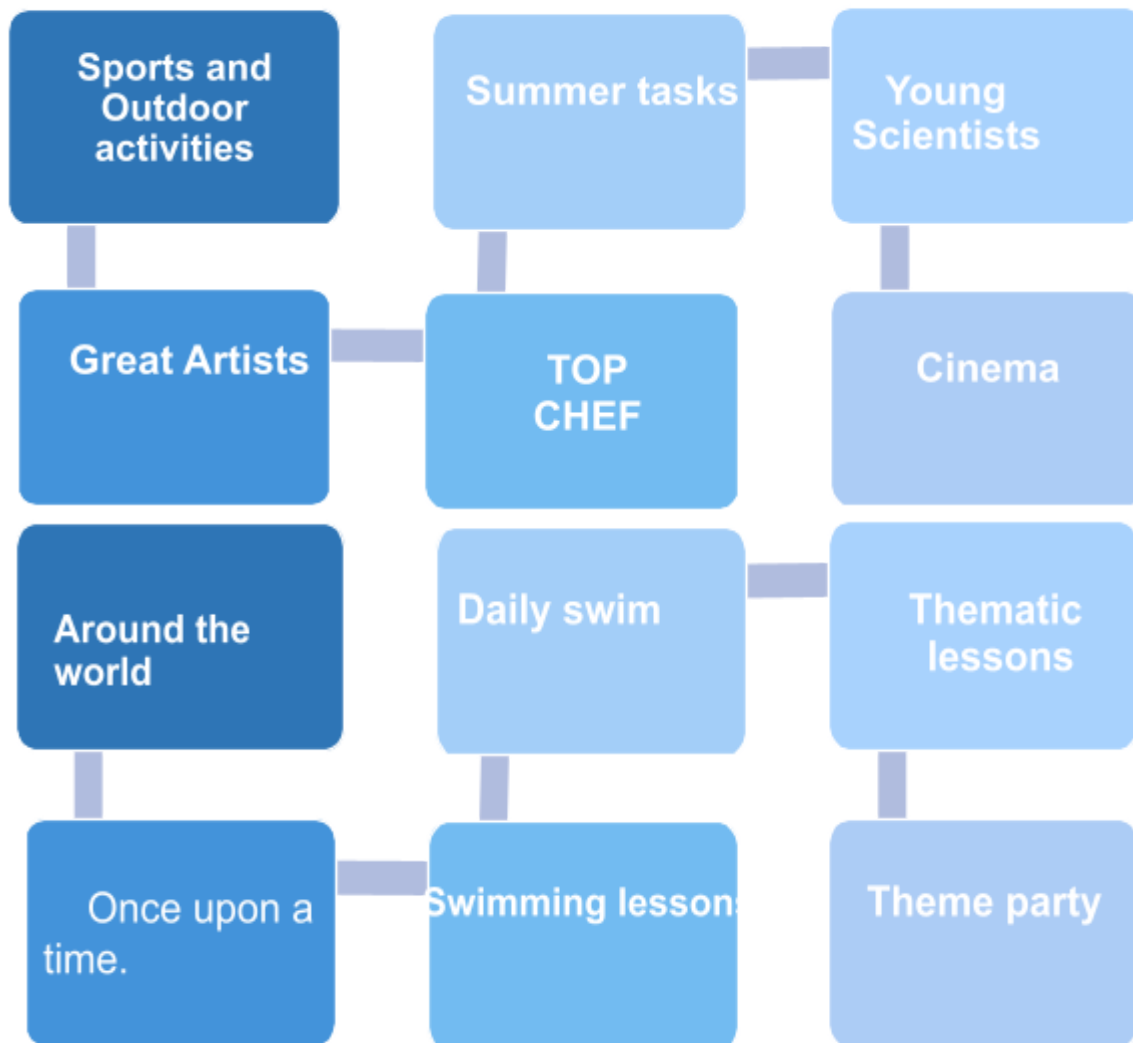 Sports and
Outdoor
activities
Summer tasks
Young
Scientists
Great Artists
TOP
CHEF
Cinema
Around the
world
Daily swim
Thematic
lessons
Once upon a
time.
Swimming lessons
Theme party